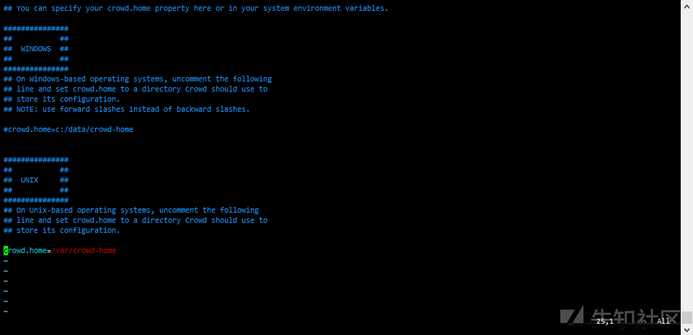 ## You can specify your crowd.home property here or in your system environment variables.
###############
## ##
## WINDOWS ##
## ##
###############
## On Windows-based operating systems, uncomment the following
## line and set crowd.home to a directory Crowd should use to
## store its configuration.
## NOTE: use forward slashes instead of backward slashes.
#crowd.home=c:/data/crowd-home
###############
## ##
## UNIX ##
## ##
###############
## On Unix-based operating systems, uncomment the following
## line and set crowd.home to a directory Crowd should use to
## store its configuration.
crowd.home=/var/crowd-home
~
~
~
~
~
~
25,1 All
先知社区